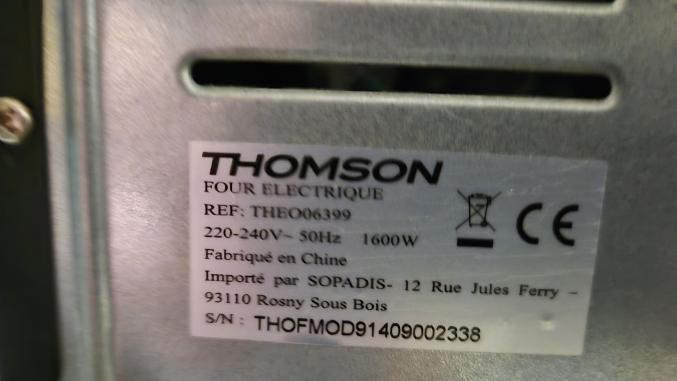 THOMSON
FOUR ELECTRIQUE
REF: THEO06399
220-240V~ 50Hz 1600W
Fabriqué en Chine
Importé par SOPADIS- 12 Rue Jules Ferry –
93110 Rosny Sous Bois
S/N : THOFMOD91409002338
CE